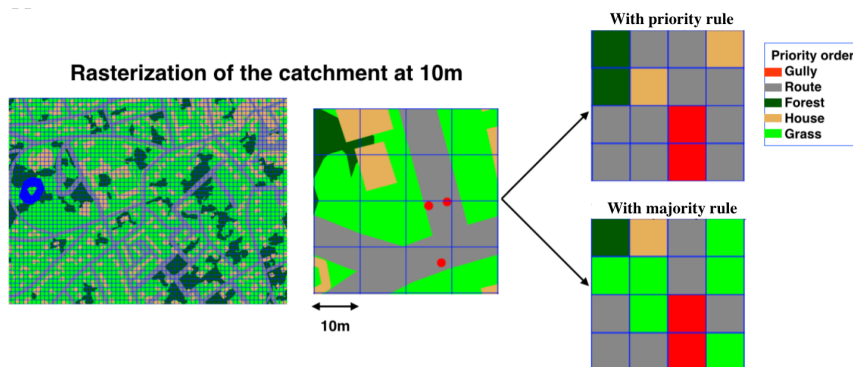 With priority rule
Rasterization of the catchment at 10m
Priority order
Gully
Route
Forest
House
Grass
With majority rule
10m